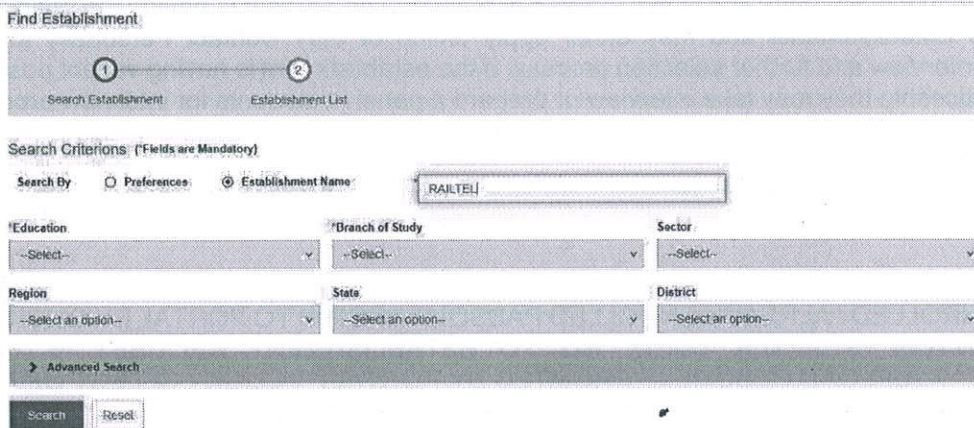 Find Establishment
1 2
Search Establishment Establishment List
Search Criterions (*Fields are Mandatory)
Search By Preferences Establishment Name * RAILTEL
*Education *Branch of Study Sector
--Select-- --Select-- --Select--
Region State District
--Select an option-- --Select an option-- --Select an option--
Advanced Search
Search Reset